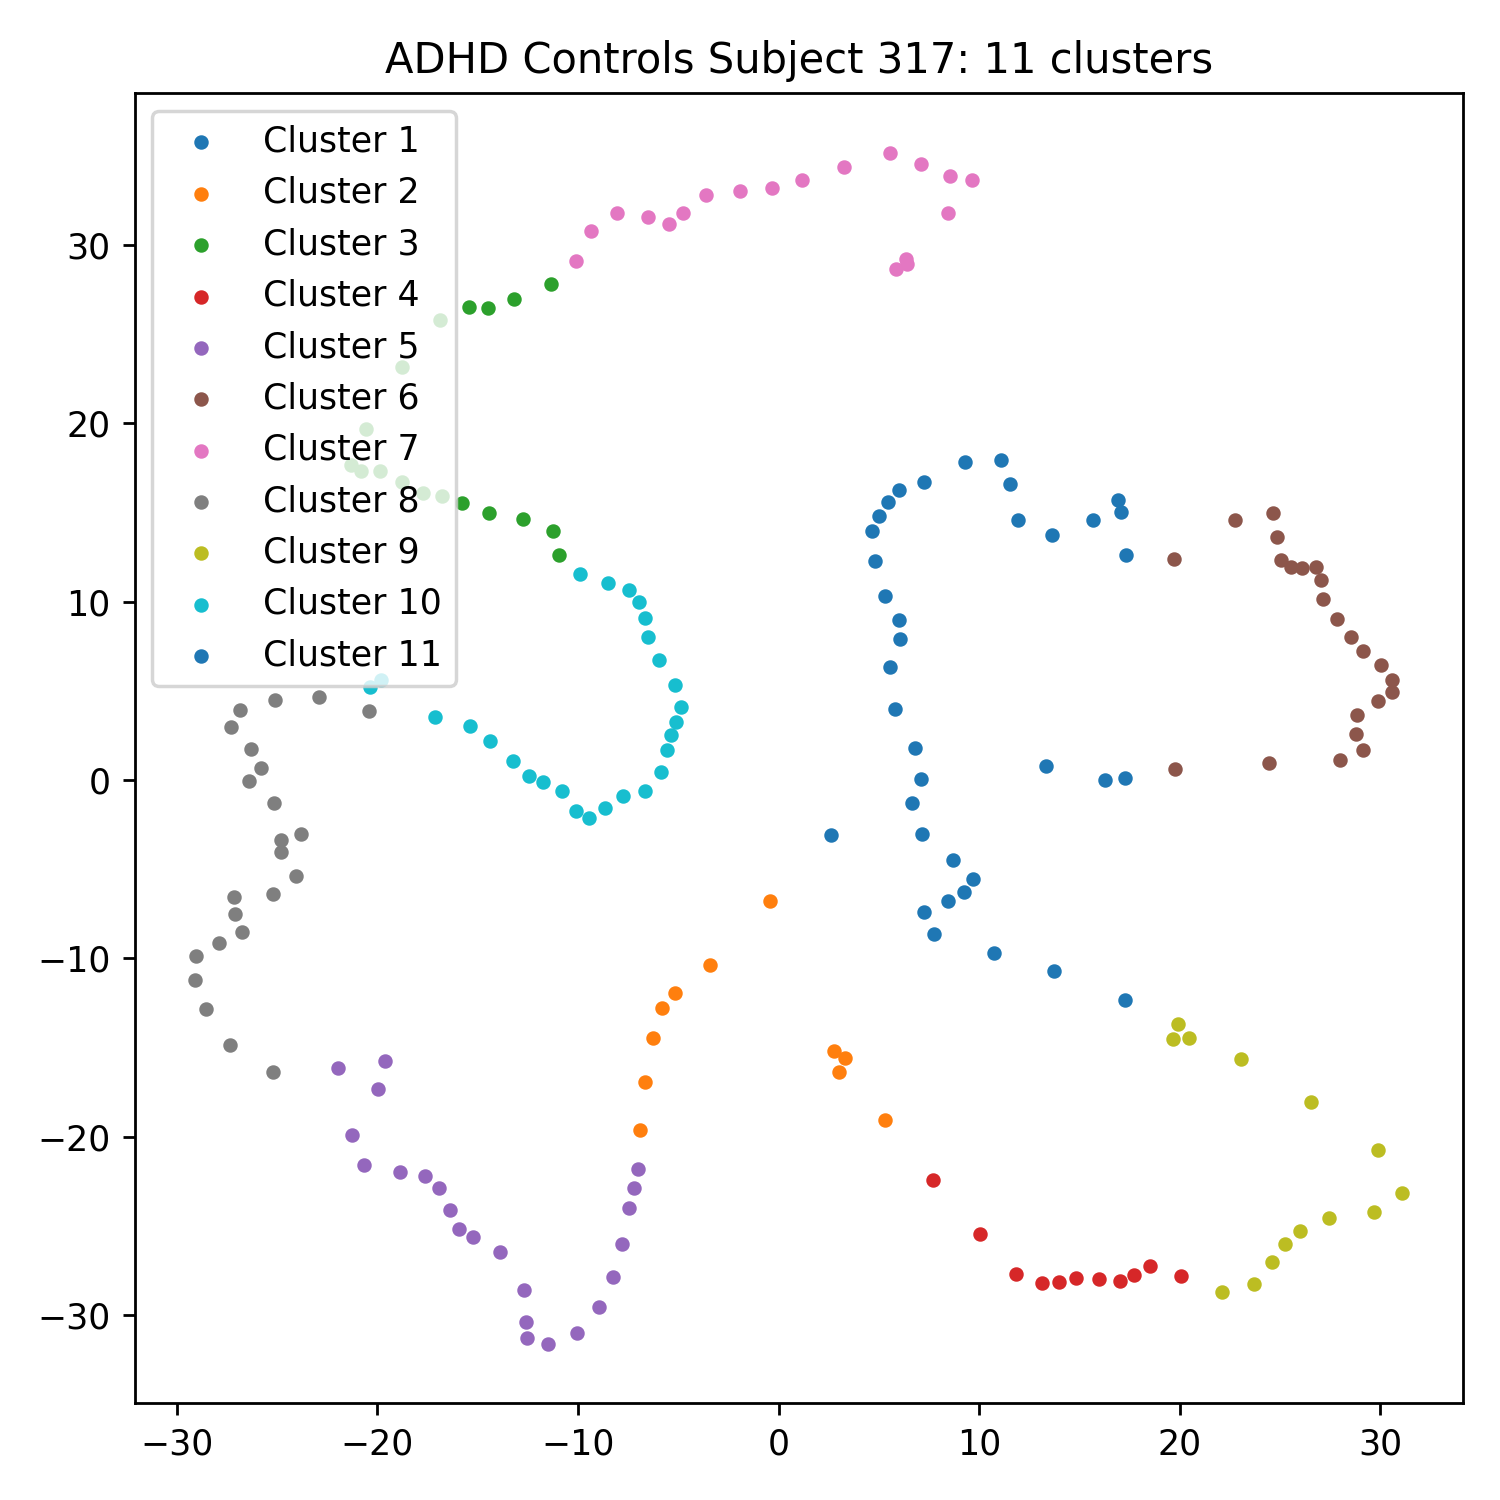 ADHD Controls Subject 317: 11 clusters
Cluster 1
Cluster 2
Cluster 3
Cluster 4
Cluster 5
Cluster 6
Cluster 7
Cluster 8
Cluster 9
Cluster 10
Cluster 11
30
20
10
0
−10
−20
−30
−30 −20 −10 0 10 20 30